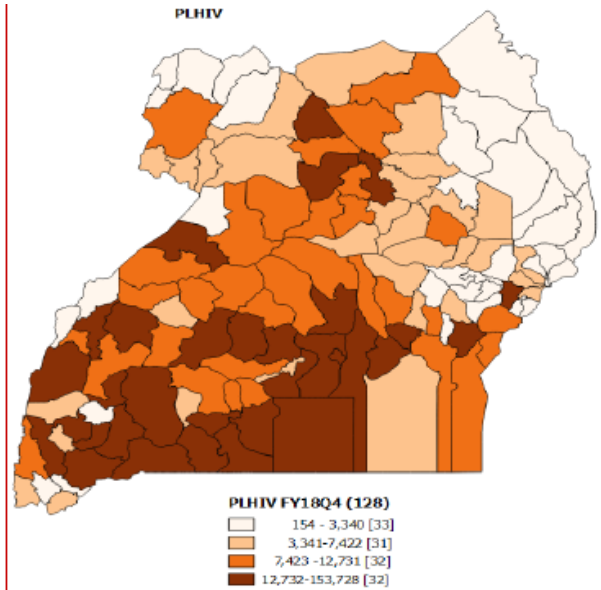 PLHIV
PLHIV FY18Q4 (128)
154 - 3,340 [33]
3,341-7,422 [31]
7,423 -12,731 [32]
12,732-153,728 [32]